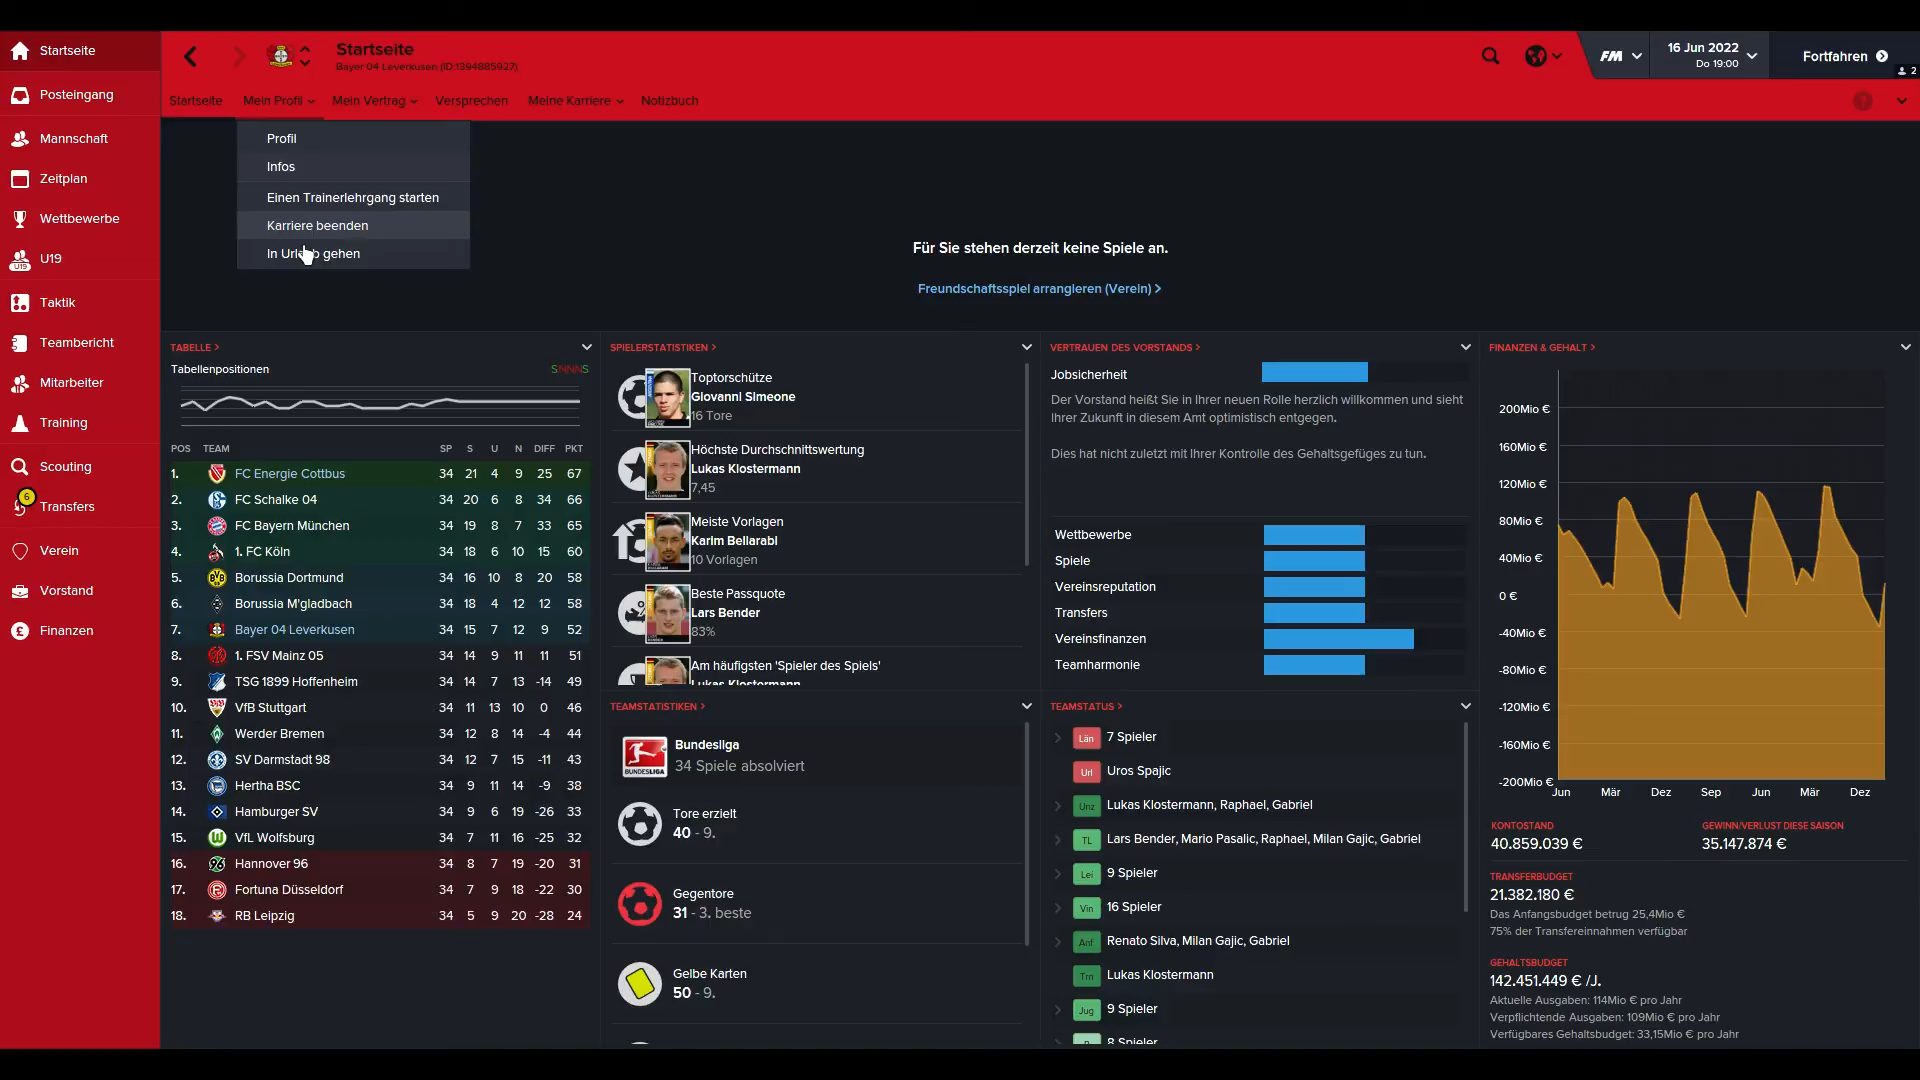 Startseite
Posteingang
Mannschaft
Zeitplan
Wettbewerbe
U19
U19
Taktik
Teambericht
Mitarbeiter
Training
Scouting
6
Transfers
Verein
Vorstand
Finanzen
Startseite
Bayer 04 Leverkusen (ID:1394885927)
FM
16 Jun 2022
Do 19:00
Fortfahren
2
Startseite Mein Profil Mein Vertrag Versprechen Meine Karriere Notizbuch
Profil
Infos
Einen Trainerlehrgang starten
Karriere beenden
gehen
Für Sie stehen derzeit keine Spiele an.
Freundschaftsspiel arrangieren (Verein) >
TABELLE >
Tabellenpositionen SNNNS
POS TEAM SP S U N DIFF PKT
1. FC Energie Cottbus 34 21 4 9 25 67
2. FC Schalke 04 34 20 6 8 34 66
3. FC Bayern München 34 19 8 7 33 65
4. 1. FC Köln 34 18 6 10 15 60
5. Borussia Dortmund 34 16 10 8 20 58
6. Borussia M'gladbach 34 18 4 12 12 58
7. Bayer 04 Leverkusen 34 15 7 12 9 52
8. 1. FSV Mainz 05 34 14 9 11 11 51
9. TSG 1899 Hoffenheim 34 14 7 13 -14 49
10. VfB Stuttgart 34 11 13 10 0 46
11. Werder Bremen 34 12 8 14 -4 44
12. SV Darmstadt 98 34 12 7 15 -11 43
13. Hertha BSC 34 9 11 14 -9 38
14. Hamburger SV 34 9 6 19 -26 33
15. VfL Wolfsburg 34 7 11 16 -25 32
16. Hannover 96 34 8 7 19 -20 31
17. Fortuna Düsseldorf 34 7 9 18 -22 30
18. RB Leipzig 34 5 9 20 -28 24
SPIELERSTATISTIKEN >
Toptorschütze
Giovanni Simeone
16 Tore
Höchste Durchschnittswertung
Lukas Klostermann
7,45
Meiste Vorlagen
Karim Bellarabi
10 Vorlagen
Beste Passquote
Lars Bender
83%
Am häufigsten 'Spieler des Spiels'
Lukas Klostermann
TEAMSTATISTIKEN >
BUNDESLIGA
Bundesliga
34 Spiele absolviert
Tore erzielt
40 - 9.
Gegentore
31 - 3. beste
Gelbe Karten
50 - 9.
VERTRAUEN DES VORSTANDS >
Jobsicherheit
Der Vorstand heißt Sie in Ihrer neuen Rolle herzlich willkommen und sieht
Ihrer Zukunft in diesem Amt optimistisch entgegen.
Dies hat nicht zuletzt mit Ihrer Kontrolle des Gehaltsgefüges zu tun.
Wettbewerbe
Spiele
Vereinsreputation
Transfers
Vereinsfinanzen
Teamharmonie
TEAMSTATUS >
Län 7 Spieler
Url Uros Spajic
Unz Lukas Klostermann, Raphael, Gabriel
TL Lars Bender, Mario Pasalic, Raphael, Milan Gajic, Gabriel
Lei 9 Spieler
Vin 16 Spieler
Anf Renato Silva, Milan Gajic, Gabriel
Trn Lukas Klostermann
Jug 9 Spieler
8 Spieler
FINANZEN & GEHALT >
200Mio €
160Mio €
120Mio €
80Mio €
40Mio €
0 €
-40Mio €
-80Mio €
-120Mio €
-160Mio €
-200Mio €
Jun Mär Dez Sep Jun Mär Dez
KONTOSTAND
40.859.039 €
GEWINN/VERLUST DIESE SAISON
35.147.874 €
TRANSFERBUDGET
21.382.180 €
Das Anfangsbudget betrug 25,4Mio €
75% der Transfereinnahmen verfügbar
GEHALTSBUDGET
142.451.449 € /J.
Aktuelle Ausgaben: 114Mio € pro Jahr
Verpflichtende Ausgaben: 109Mio € pro Jahr
Verfügbares Gehaltsbudget: 33,15Mio € pro Jahr